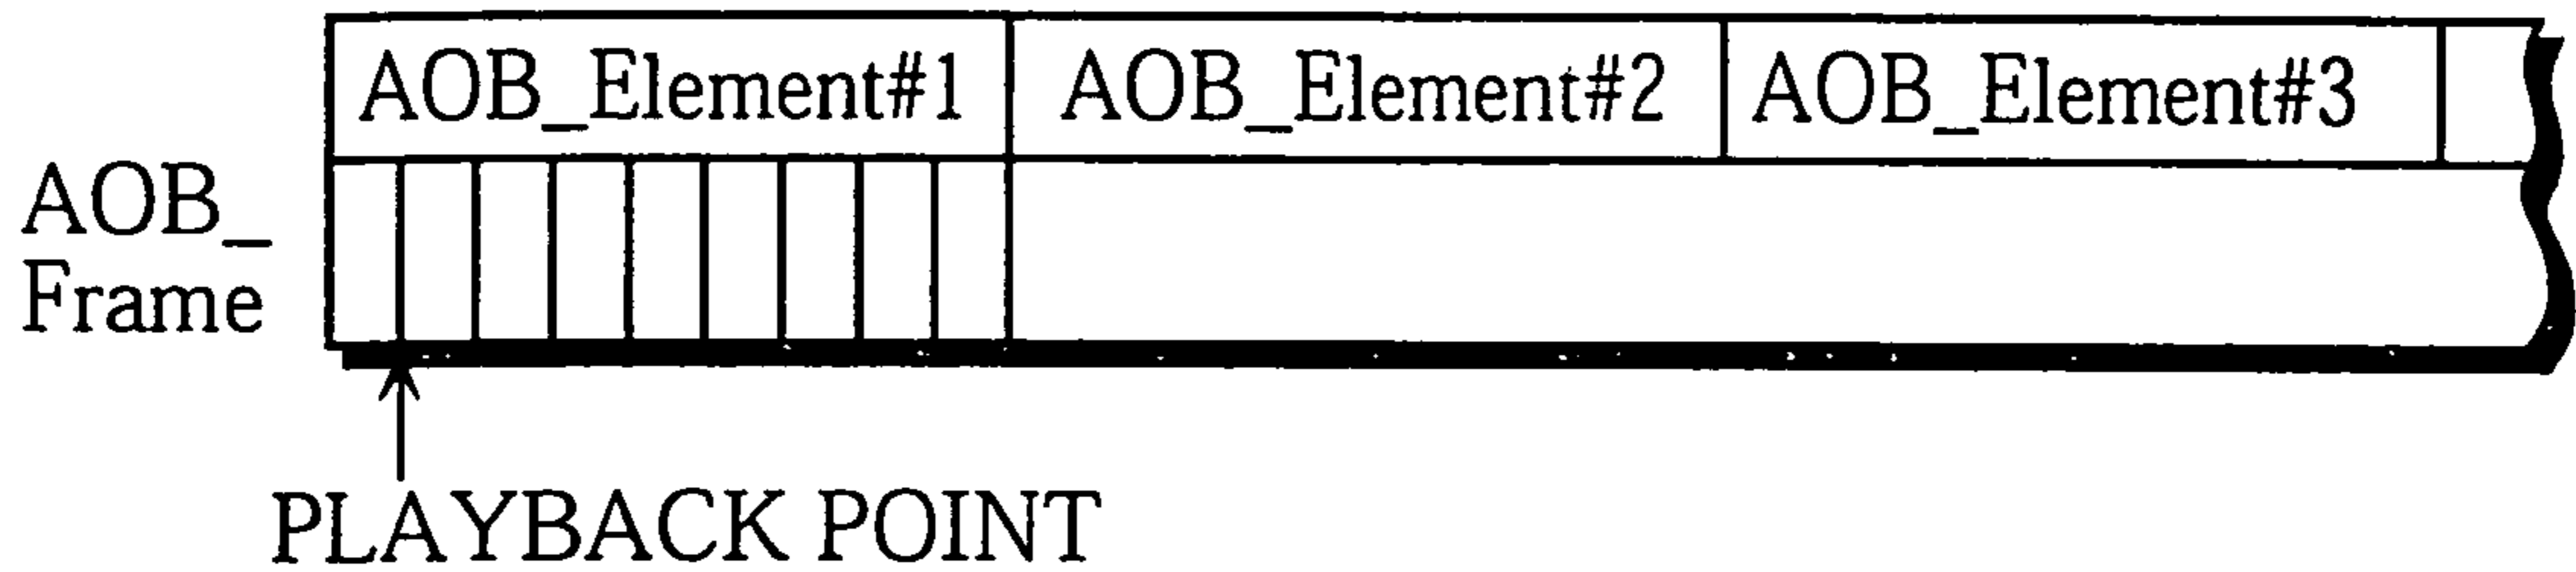 AOB_Element#1 AOB_Element#2 AOB_Element#3
AOB_
Frame
PLAYBACK POINT